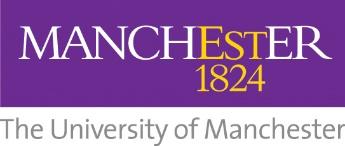 MANCHEstER
1824
The University of Manchester